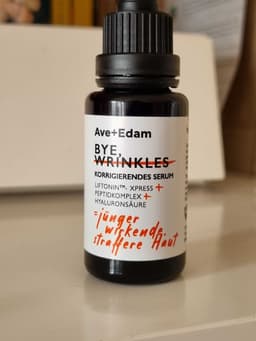 Ave+Edam
BYE,
WRINKLES
KORRIGIERENDES SERUM
LIFTONIN™- XPRESS +
PEPTIDKOMPLEX +
HYALURONSÄURE
=jünger
wirkende,
straffere Haut